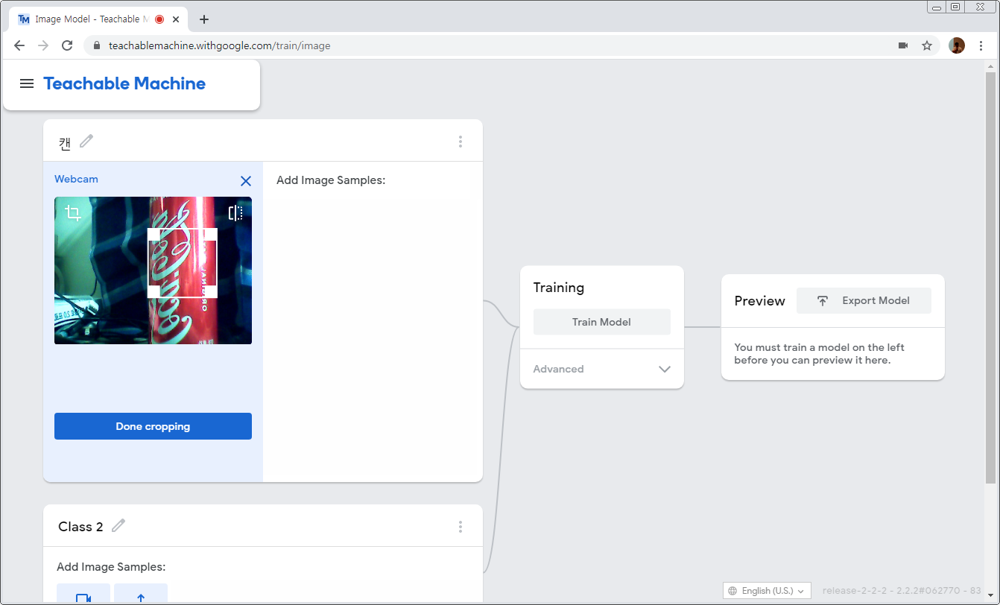 Image Model - Teachable M
teachablemachine.withgoogle.com/train/image
Teachable Machine
캔
Webcam
Add Image Samples:
Done cropping
Training
Train Model
Advanced
Preview
Export Model
You must train a model on the left
before you can preview it here.
Class 2
Add Image Samples:
English (U.S.)
release-2-2-2 - 2.2.2#062770 - 83